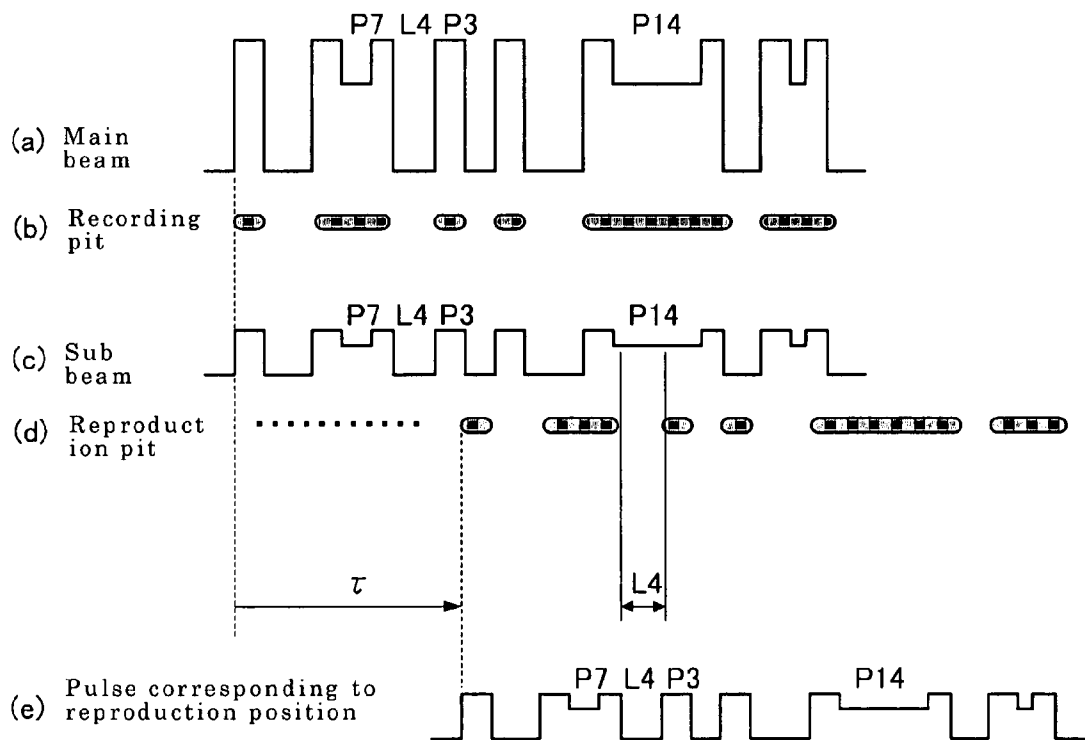 P7 L4 P3 P14
(a) Main
beam
(b) Recording
pit
P7 L4 P3 P14
(c) Sub
beam
(d) Reproduct
ion pit
τ L4
P7 L4 P3 P14
(e) Pulse corresponding to
reproduction position